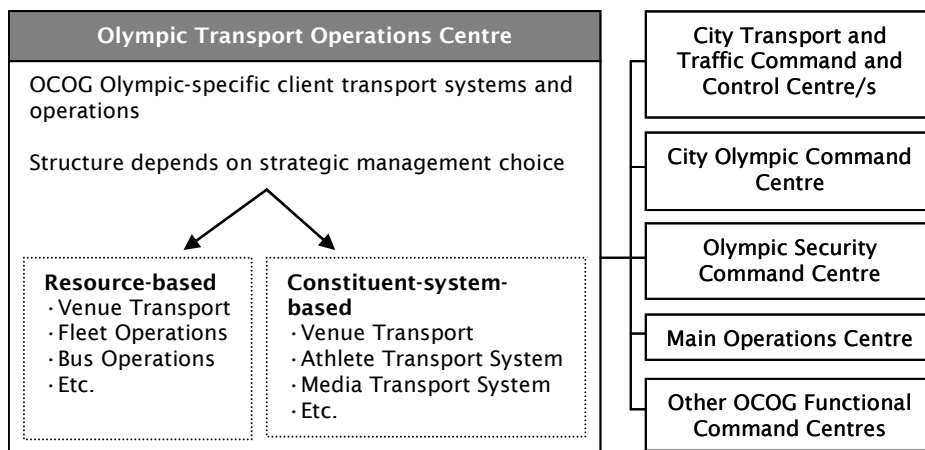 Olympic Transport Operations Centre
OCOG Olympic-specific client transport systems and
operations
Structure depends on strategic management choice
Resource-based
· Venue Transport
· Fleet Operations
· Bus Operations
· Etc.
Constituent-system-
based
· Venue Transport
· Athlete Transport System
· Media Transport System
· Etc.
City Transport and
Traffic Command and
Control Centre/s
City Olympic Command
Centre
Olympic Security
Command Centre
Main Operations Centre
Other OCOG Functional
Command Centres